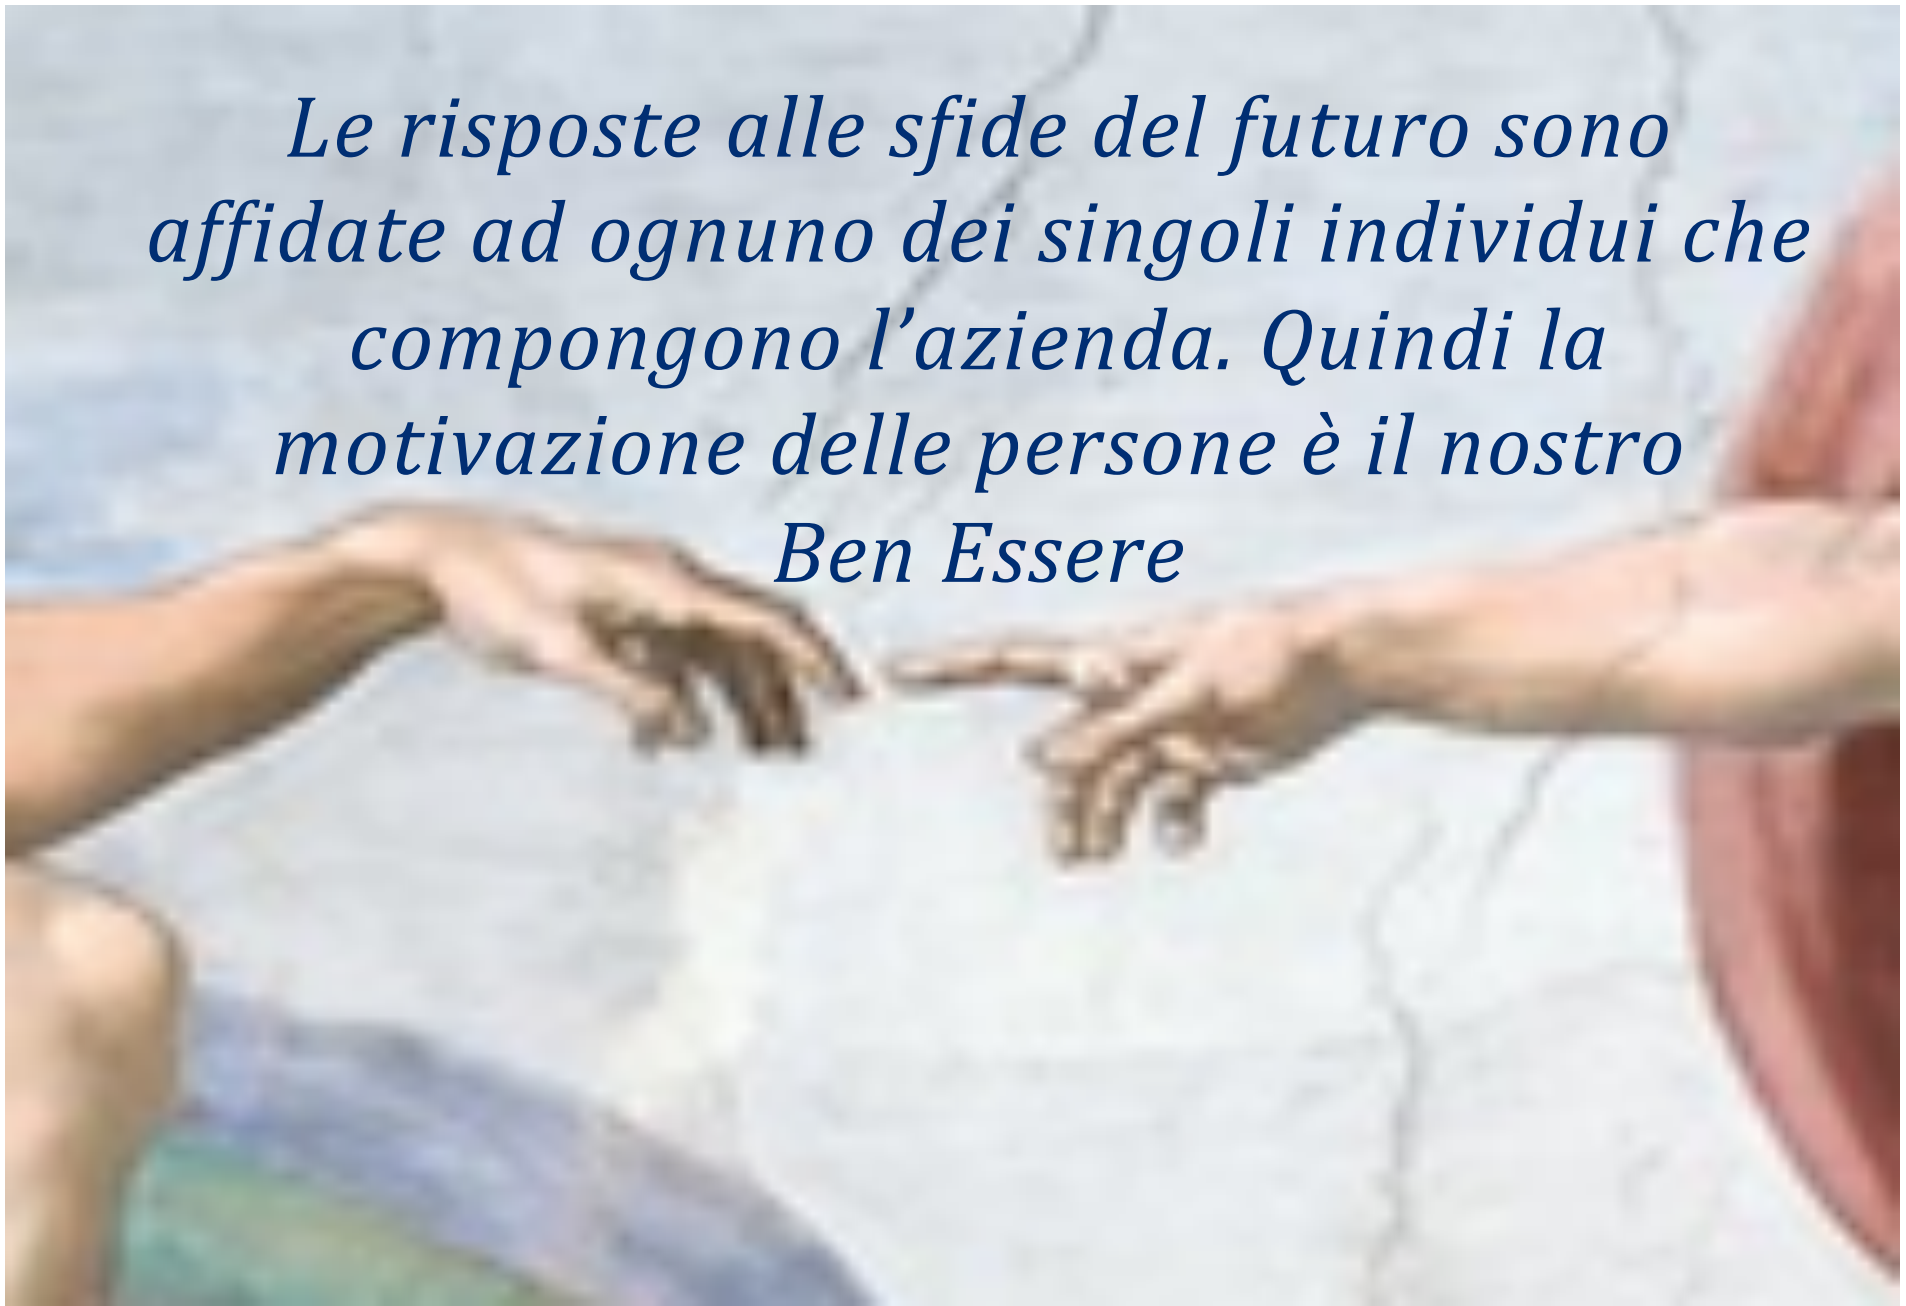 Le risposte alle sfide del futuro sono
affidate ad ognuno dei singoli individui che
compongono l’azienda. Quindi la
motivazione delle persone è il nostro
Ben Essere